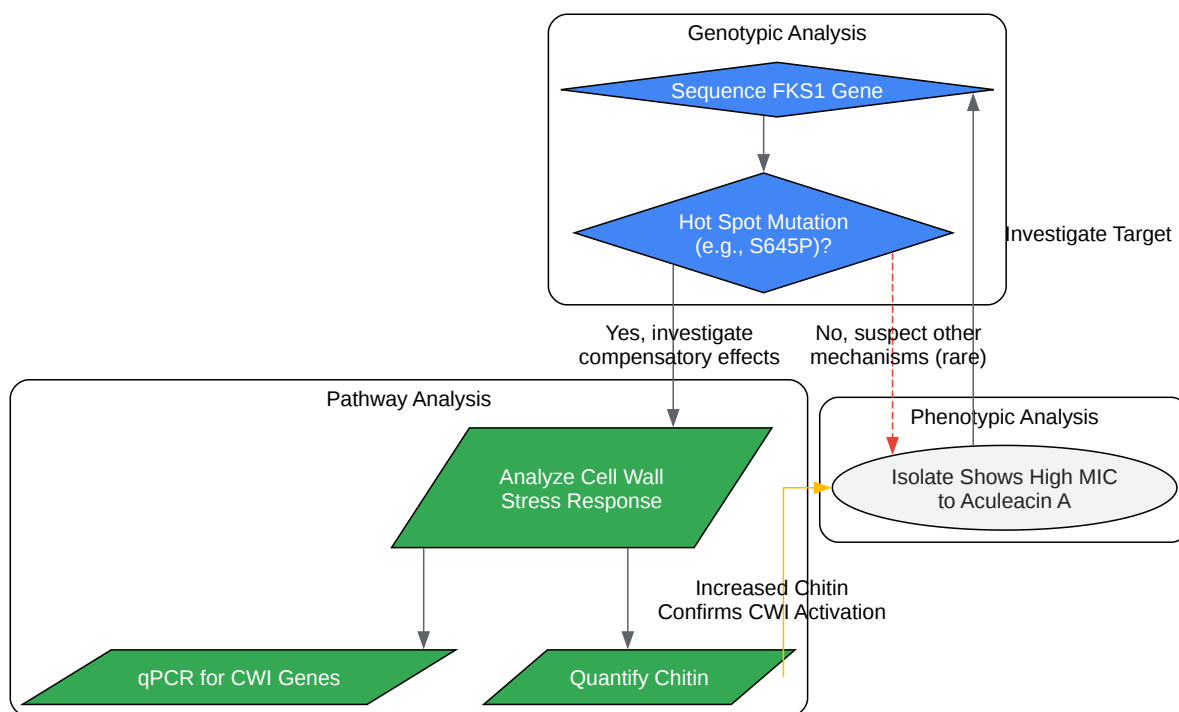 Genotypic Analysis
Sequence FKS1 Gene
Hot Spot Mutation
(e.g., S645P)?
Investigate Target
Yes, investigate
compensatory effects
No, suspect other
mechanisms (rare)
Pathway Analysis
Phenotypic Analysis
Analyze Cell Wall
Stress Response
Isolate Shows High MIC
to Aculeacin A
Increased Chitin
Confirms CWI Activation
qPCR for CWI Genes
Quantify Chitin